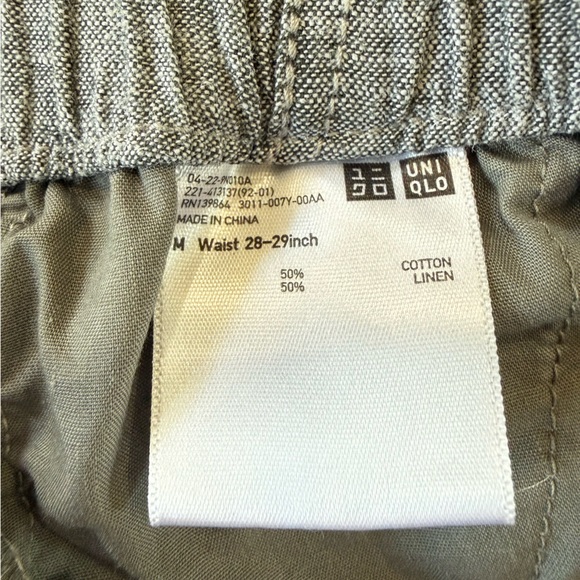 04-22-PN010A
221-413137(92-01)
RN139864 3011-007Y-00AA
MADE IN CHINA
ユニ
クロ
UNI
QLO
M Waist 28-29inch
50% COTTON
50% LINEN